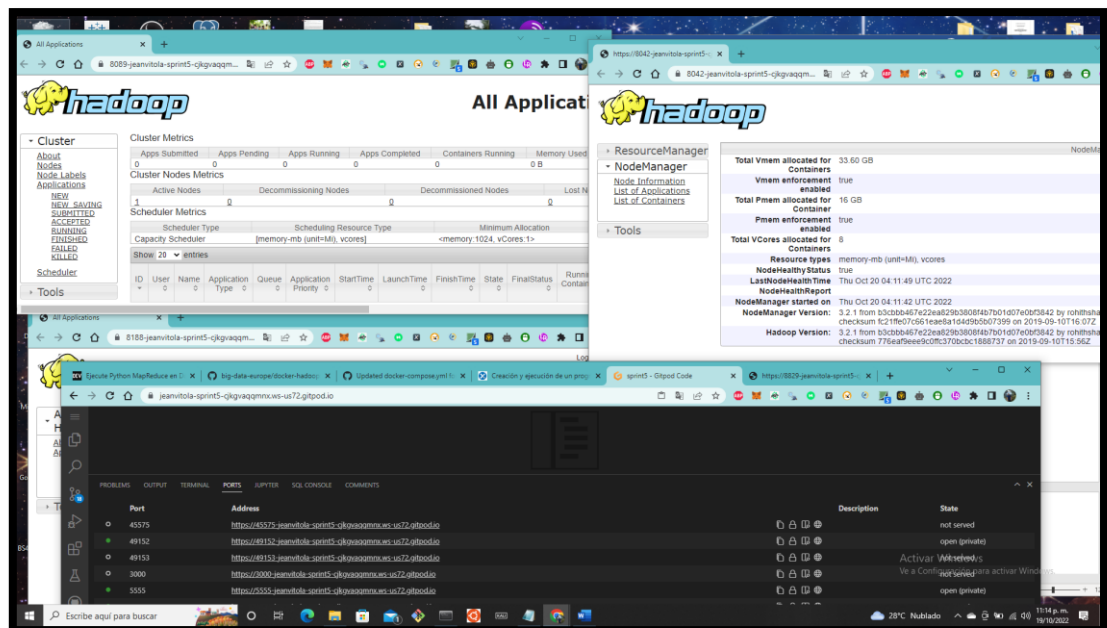 All Applications
8089-jeanvitola-sprint5-cjkgvaqqm...
hadoop
All Applicati
Cluster
About
Nodes
Node Labels
Applications
NEW
NEW SAVING
SUBMITTED
ACCEPTED
RUNNING
FINISHED
FAILED
KILLED
Scheduler
Tools
Cluster Metrics
Apps Submitted Apps Pending Apps Running Apps Completed Containers Running Memory Used
0 0 0 0 0 0 B
Cluster Nodes Metrics
Active Nodes Decommissioning Nodes Decommissioned Nodes Lost N
1 0 0 0
Scheduler Metrics
Scheduler Type Scheduling Resource Type Minimum Allocation
Capacity Scheduler [memory-mb (unit=Mi), vcores] <memory:1024, vCores:1>
Show 20 entries
ID User Name Application Type Queue Application Priority StartTime LaunchTime FinishTime State FinalStatus Runni Contain
https://8042-jeanvitola-sprint5-c
8042-jeanvitola-sprint5-cjkgvaqqm...
hadoop
ResourceManager
NodeManager
Node Information
List of Applications
List of Containers
Tools
NodeMa
Total Vmem allocated for Containers 33.60 GB
Vmem enforcement enabled true
Total Pmem allocated for Container 16 GB
Pmem enforcement enabled true
Total VCores allocated for Containers 8
Resource types memory-mb (unit=Mi), vcores
NodeHealthyStatus true
LastNodeHealthTime Thu Oct 20 04:11:49 UTC 2022
NodeHealthReport
NodeManager started on Thu Oct 20 04:11:42 UTC 2022
NodeManager Version: 3.2.1 from b3cbbb467e22ea829b3808f4b7b01d07e0bf3842 by rohithsha
checksum fc21ffe07c661eae8a1d4d9b5b07399 on 2019-09-10T16:07Z
Hadoop Version: 3.2.1 from b3cbbb467e22ea829b3808f4b7b01d07e0bf3842 by rohithsha
checksum 776eaf9eee9c0ffc370bcbc1888737 on 2019-09-10T15:56Z
All Applications
8188-jeanvitola-sprint5-cjkgvaqqm...
Ejecute Python MapReduce en D
big-data-europe/docker-hadoop
Updated docker-compose.yml
Creación y ejecución de un prog
sprint5 - Gitpod Code
https://8829-jeanvitola-sprint5-c
jeanvitola-sprint5-cjkgvaqqmnx.ws-us72.gitpod.io
PROBLEMS OUTPUT TERMINAL PORTS JUPYTER SQL CONSOLE COMMENTS
Port Address Description State
45575 https://45575-jeanvitola-sprint5-cjkgvaqqmnx.ws-us72.gitpod.io not served
49152 https://49152-jeanvitola-sprint5-cjkgvaqqmnx.ws-us72.gitpod.io open (private)
49153 https://49153-jeanvitola-sprint5-cjkgvaqqmnx.ws-us72.gitpod.io not served
3000 https://3000-jeanvitola-sprint5-cjkgvaqqmnx.ws-us72.gitpod.io not served
5555 https://5555-jeanvitola-sprint5-cjkgvaqqmnx.ws-us72.gitpod.io open (private)
Activar Windows
Ve a Configuración para activar Windows.
Escribe aquí para buscar
28°C Nublado
11:14 p. m.
19/10/2022